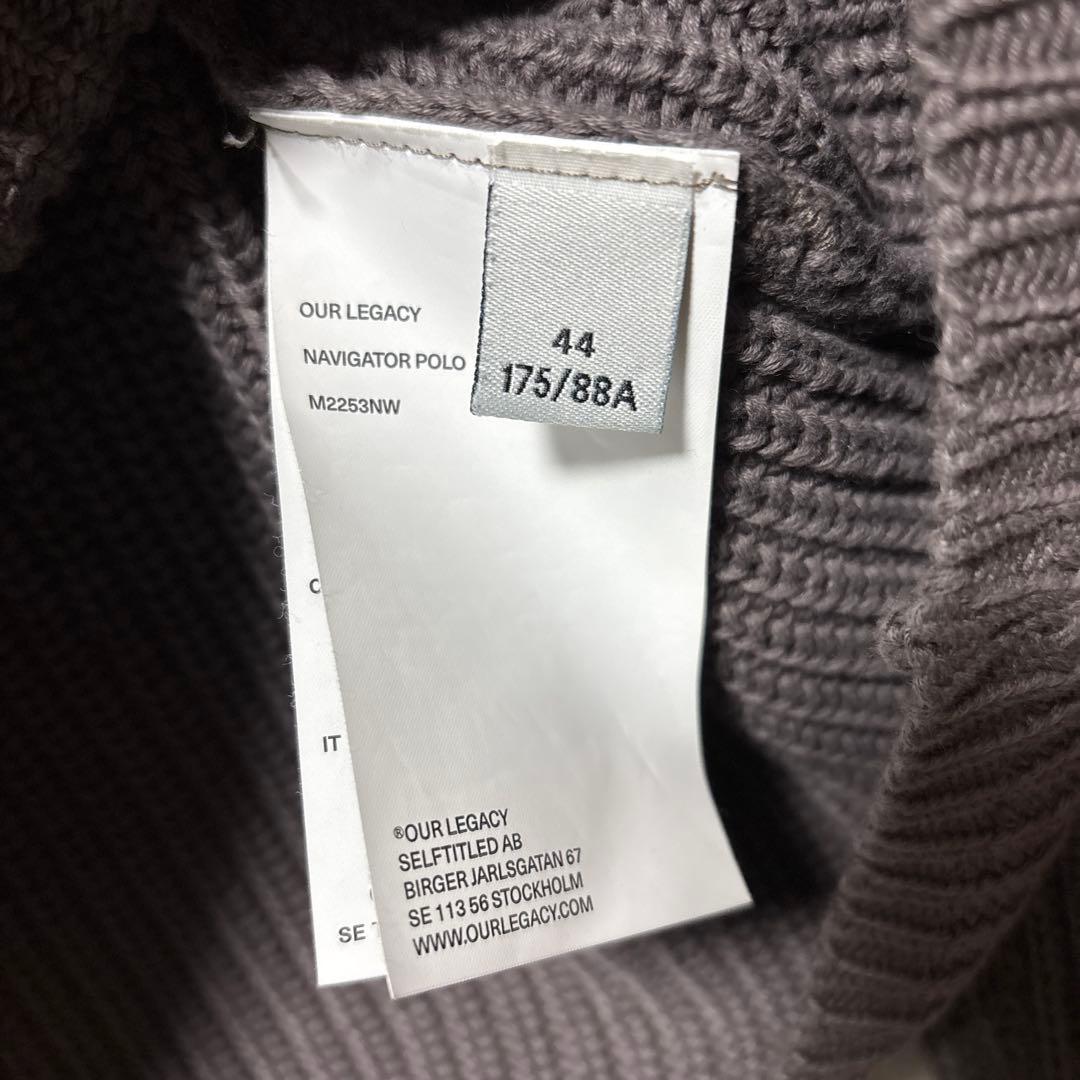 OUR LEGACY
NAVIGATOR POLO
M2253NW
44
175/88A
C
IT
SE
®OUR LEGACY
SELFTITLED AB
BIRGER JARLSGATAN 67
SE 113 56 STOCKHOLM
WWW.OURLEGACY.COM